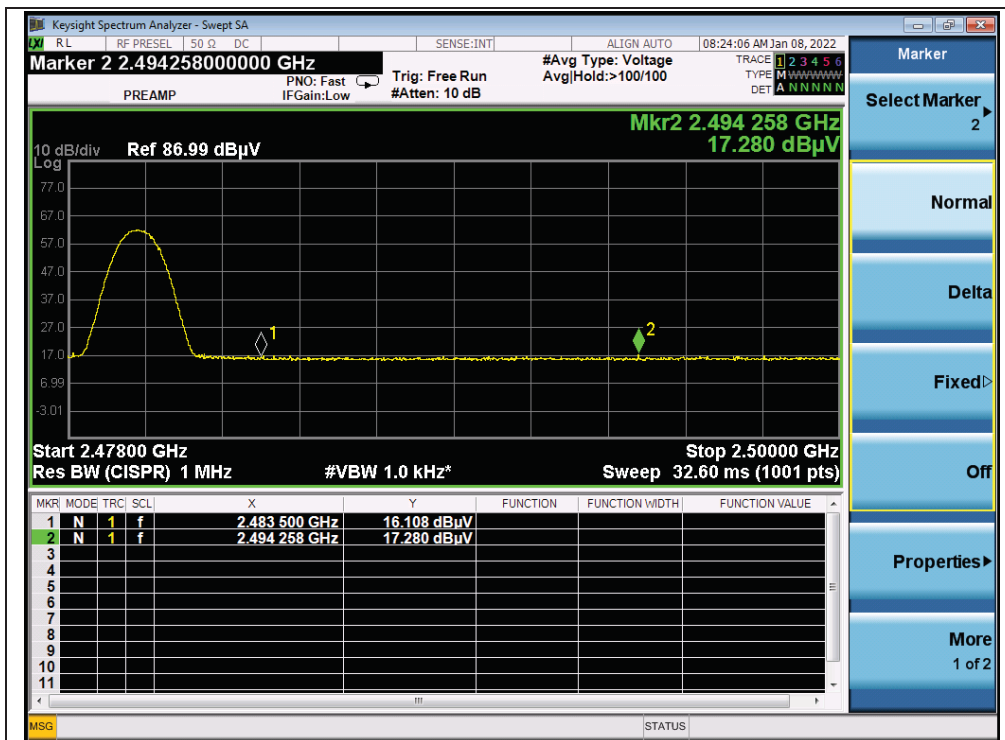 Keysight Spectrum Analyzer - Swept SA
LXI RL RF PRESEL 50 Ω DC SENSE:INT ALIGN AUTO 08:24:06 AM Jan 08, 2022
Marker 2 2.494258000000 GHz
PREAMP
PNO: Fast
IFGain:Low
Trig: Free Run
#Atten: 10 dB
#Avg Type: Voltage
Avg|Hold:>100/100
TRACE 1 2 3 4 5 6
TYPE M WWWWW
DET A N N N N N
Mkr2 2.494 258 GHz
17.280 dBµV
10 dB/div Ref 86.99 dBµV
Log
77.0
67.0
57.0
47.0
37.0
27.0
17.0
6.99
-3.01
1
2
Start 2.47800 GHz Stop 2.50000 GHz
Res BW (CISPR) 1 MHz #VBW 1.0 kHz* Sweep 32.60 ms (1001 pts)
MKR MODE TRC SCL X Y FUNCTION FUNCTION WIDTH FUNCTION VALUE
1 N 1 f 2.483 500 GHz 16.108 dBµV
2 N 1 f 2.494 258 GHz 17.280 dBµV
3
4
5
6
7
8
9
10
11
MSG STATUS
Marker
Select Marker
2
Normal
Delta
Fixed
Off
Properties
More
1 of 2